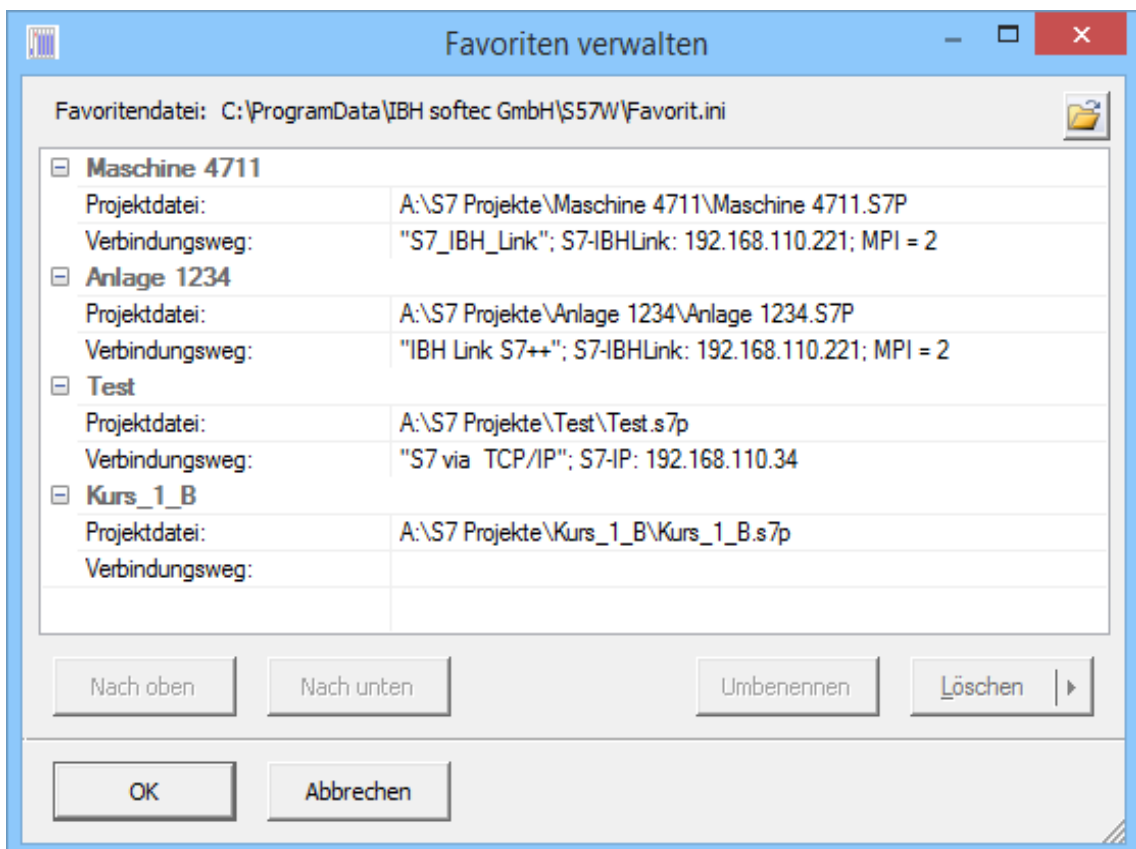 Favoriten verwalten
Favoritendatei: C:\ProgramData\IBH softec GmbH\S57W\Favorit.ini
Maschine 4711
Projektdatei: A:\S7 Projekte\Maschine 4711\Maschine 4711.S7P
Verbindungsweg: "S7_IBH_Link"; S7-IBHLink: 192.168.110.221; MPI = 2
Anlage 1234
Projektdatei: A:\S7 Projekte\Anlage 1234\Anlage 1234.S7P
Verbindungsweg: "IBH Link S7++"; S7-IBHLink: 192.168.110.221; MPI = 2
Test
Projektdatei: A:\S7 Projekte\Test\Test.s7p
Verbindungsweg: "S7 via  TCP/IP"; S7-IP: 192.168.110.34
Kurs_1_B
Projektdatei: A:\S7 Projekte\Kurs_1_B\Kurs_1_B.s7p
Verbindungsweg:
Nach oben Nach unten Umbenennen Löschen
OK Abbrechen